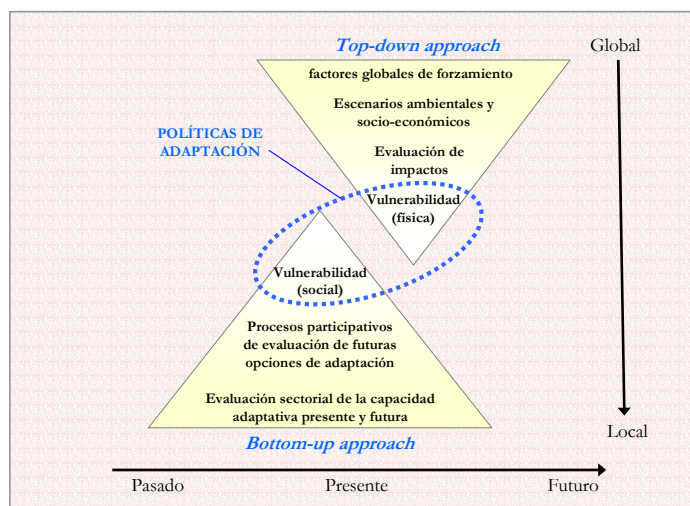 Top-down approach
Global
factores globales de forzamiento
Escenarios ambientales y
socio-económicos
POLÍTICAS DE
ADAPTACIÓN
Evaluación de
impactos
Vulnerabilidad
(física)
Vulnerabilidad
(social)
Procesos participativos
de evaluación de futuras
opciones de adaptación
Evaluación sectorial de la capacidad
adaptativa presente y futura
Local
Bottom-up approach
Pasado
Presente
Futuro